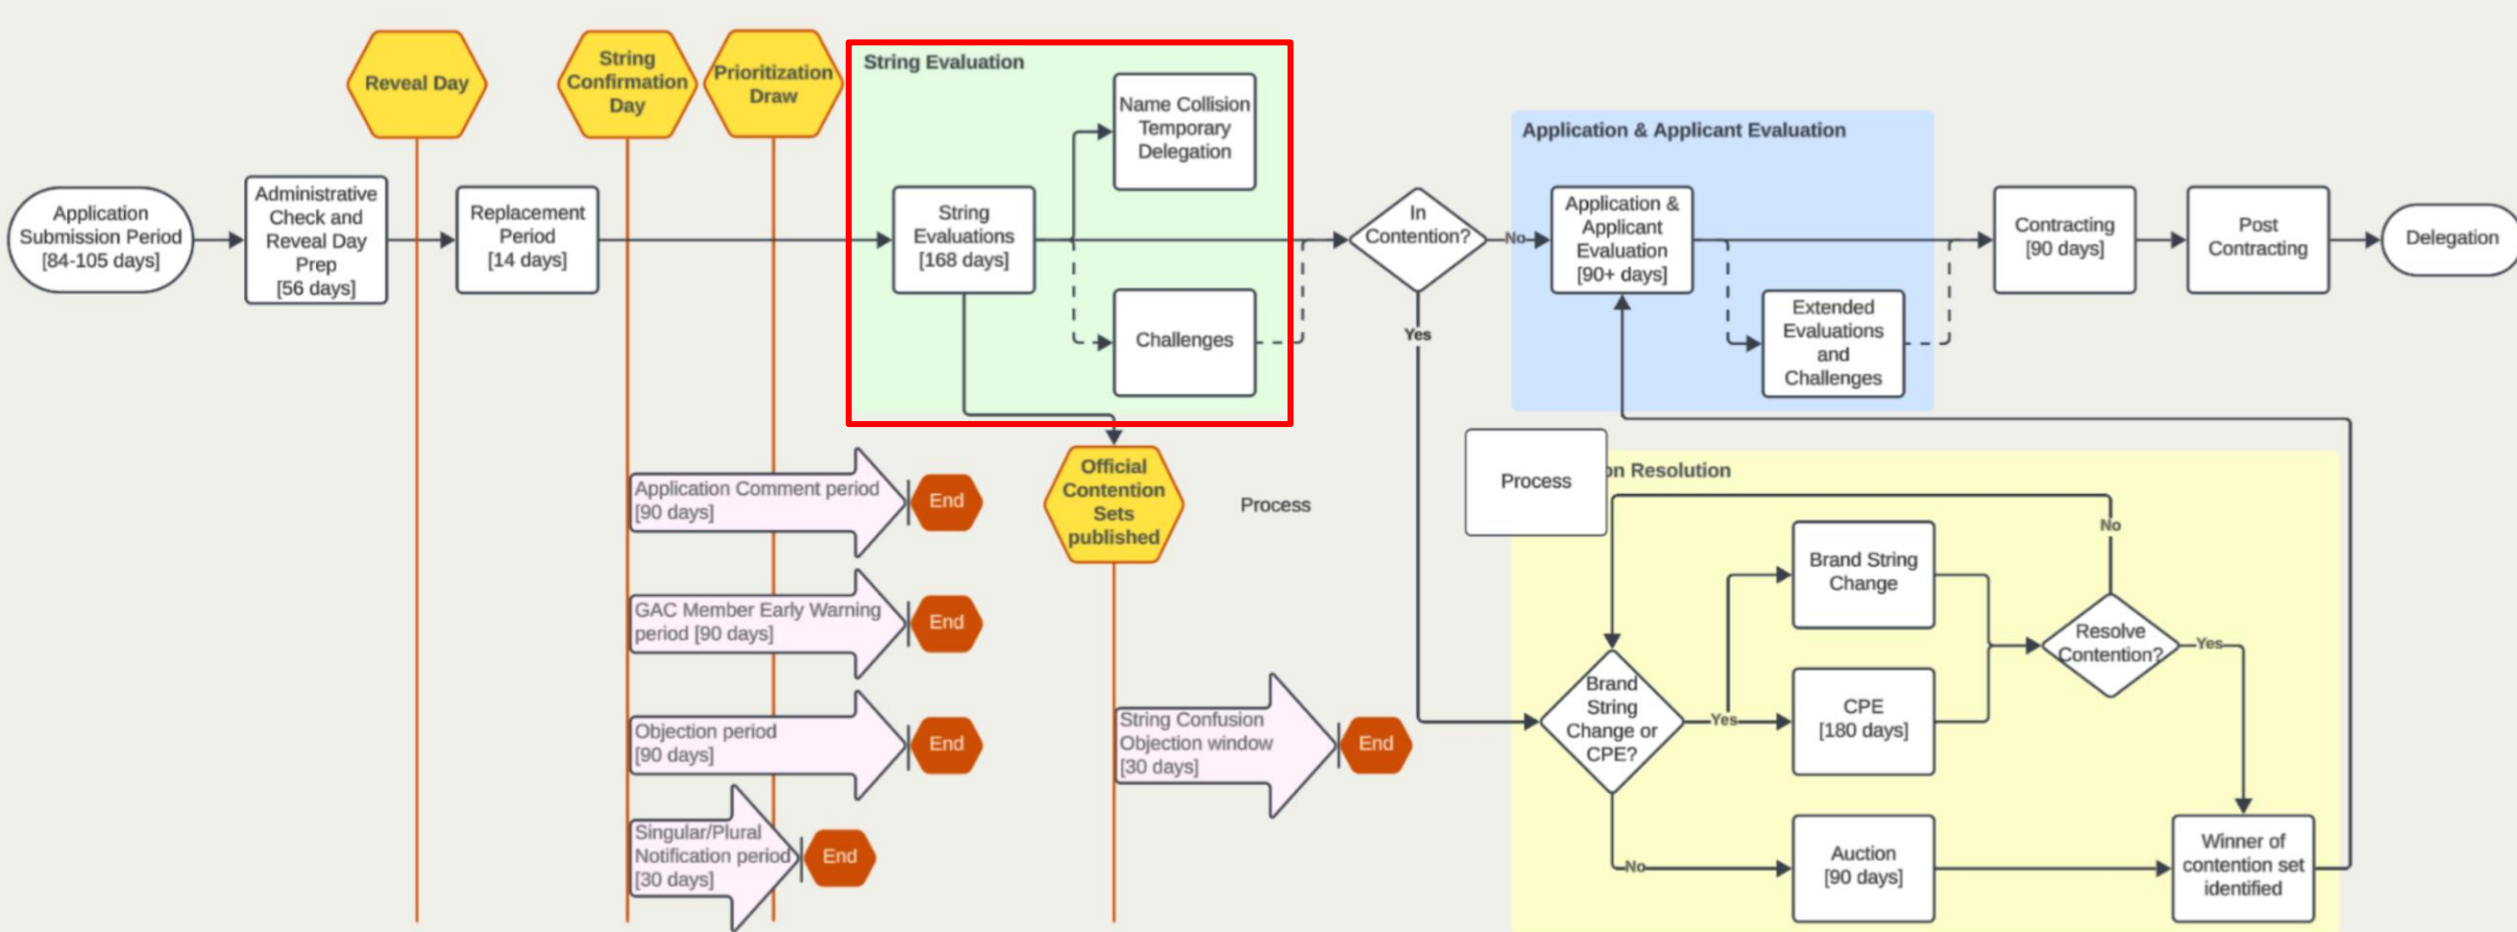 Reveal Day
String
Confirmation
Day
Prioritization
Draw
String Evaluation
Name Collision
Temporary
Delegation
Application & Applicant Evaluation
Application
Submission Period
[84-105 days]
Administrative
Check and
Reveal Day
Prep
[56 days]
Replacement
Period
[14 days]
String
Evaluations
[168 days]
In
Contention?
No
Application &
Applicant
Evaluation
[90+ days]
Contracting
[90 days]
Post
Contracting
Delegation
Challenges
Yes
Extended
Evaluations
and
Challenges
Application Comment period
[90 days]
End
Official
Contention
Sets
published
Process
Process
on Resolution
GAC Member Early Warning
period [90 days]
End
Objection period
[90 days]
End
Singular/Plural
Notification period
[30 days]
End
String Confusion
Objection window
[30 days]
End
No
Brand String
Change
Resolve
Contention?
Yes
Brand
String
Change or
CPE?
Yes
CPE
[180 days]
No
Auction
[90 days]
Winner of
contention set
identified